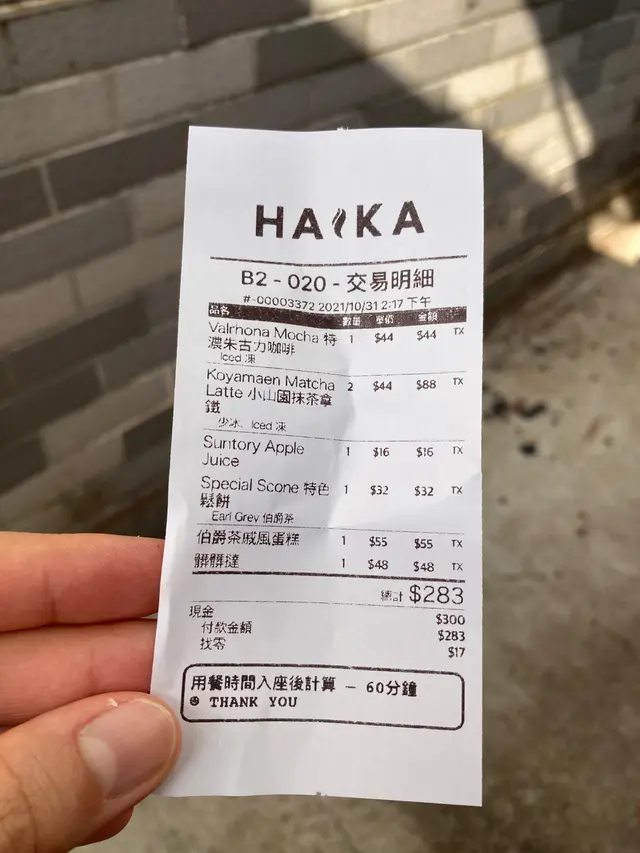 HAKA
B2 - 020 - 交易明細
#-00003372 2021/10/31 2:17 下午
品名 數量 單價 金額
Valrhona Mocha 特 1 $44 $44 TX
濃朱古力咖啡
Iced 凍
Koyamaen Matcha 2 $44 $88 TX
Latte 小山園抹茶拿
鐵
少冰, Iced 凍
Suntory Apple 1 $16 $16 TX
Juice
Special Scone 特色 1 $32 $32 TX
鬆餅
Earl Grey 伯爵茶
伯爵茶戚風蛋糕 1 $55 $55 TX
髒髒撻 1 $48 $48 TX
總計 $283
現金 $300
付款金額 $283
找零 $17
用餐時間入座後計算 – 60分鐘
☻ THANK YOU